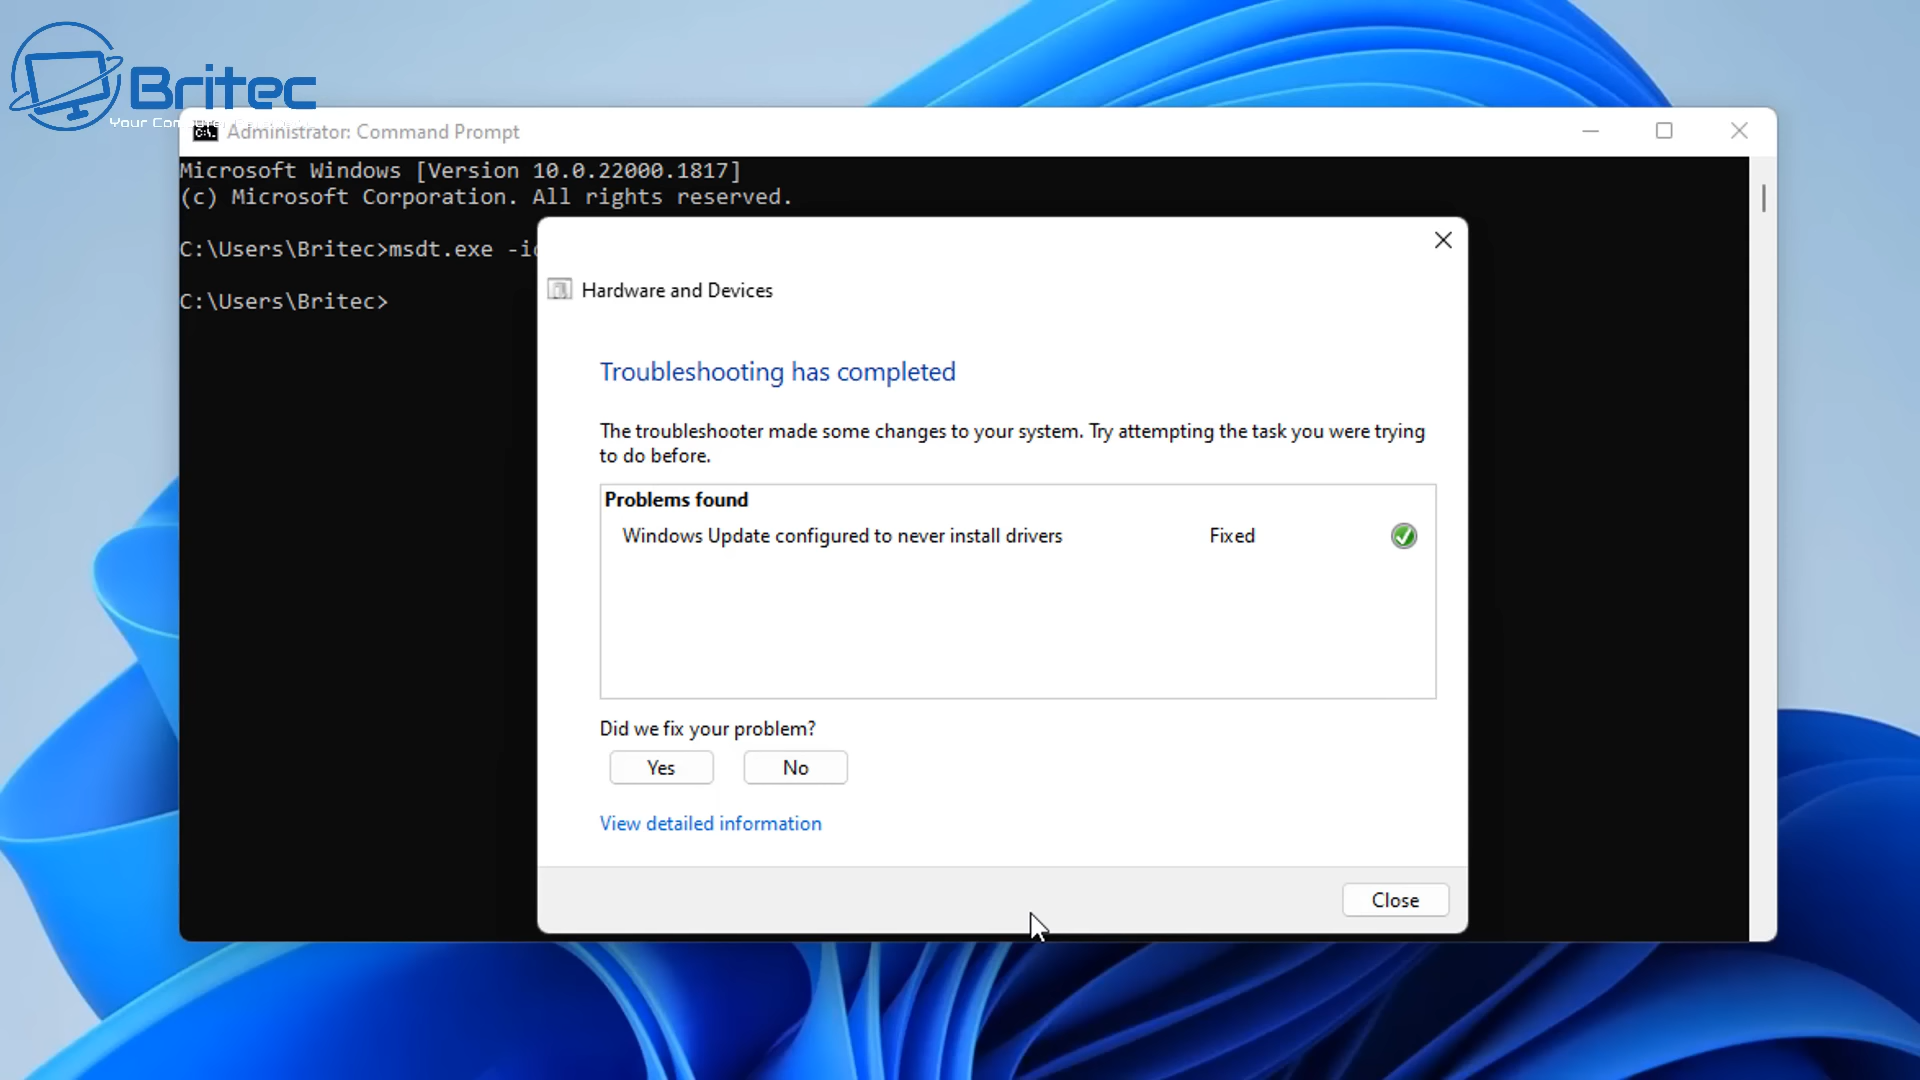 Britec
Your Com
Administrator: Command Prompt
Microsoft Windows [Version 10.0.22000.1817]
(c) Microsoft Corporation. All rights reserved.
C:\Users\Britec>msdt.exe
C:\Users\Britec>
Hardware and Devices
Troubleshooting has completed
The troubleshooter made some changes to your system. Try attempting the task you were trying
to do before.
Problems found
Windows Update configured to never install drivers Fixed
Did we fix your problem?
Yes No
View detailed information
Close